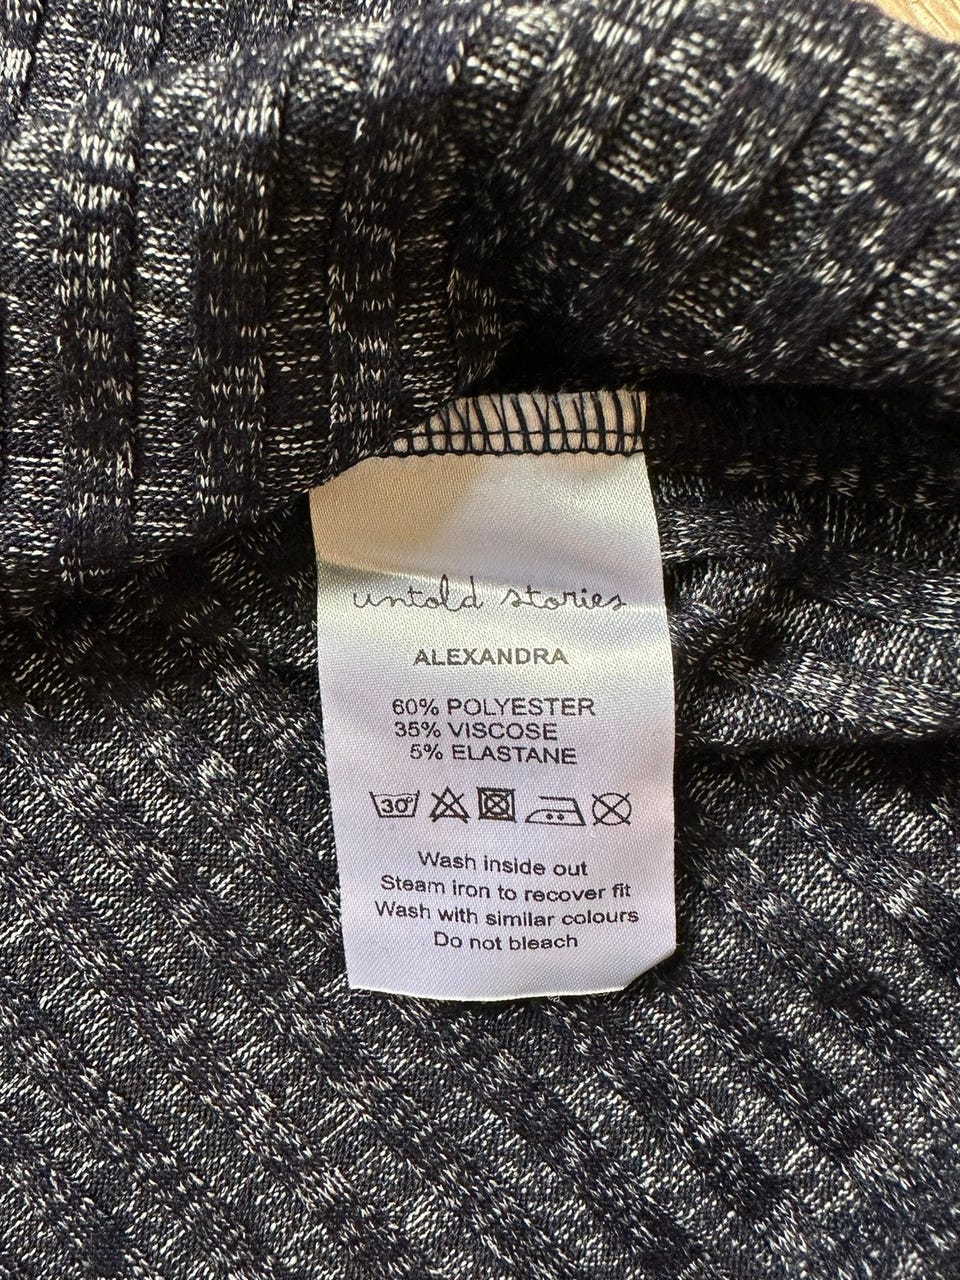 untold stories
ALEXANDRA
60% POLYESTER
35% VISCOSE
5% ELASTANE
30°
Wash inside out
Steam iron to recover fit
Wash with similar colours
Do not bleach